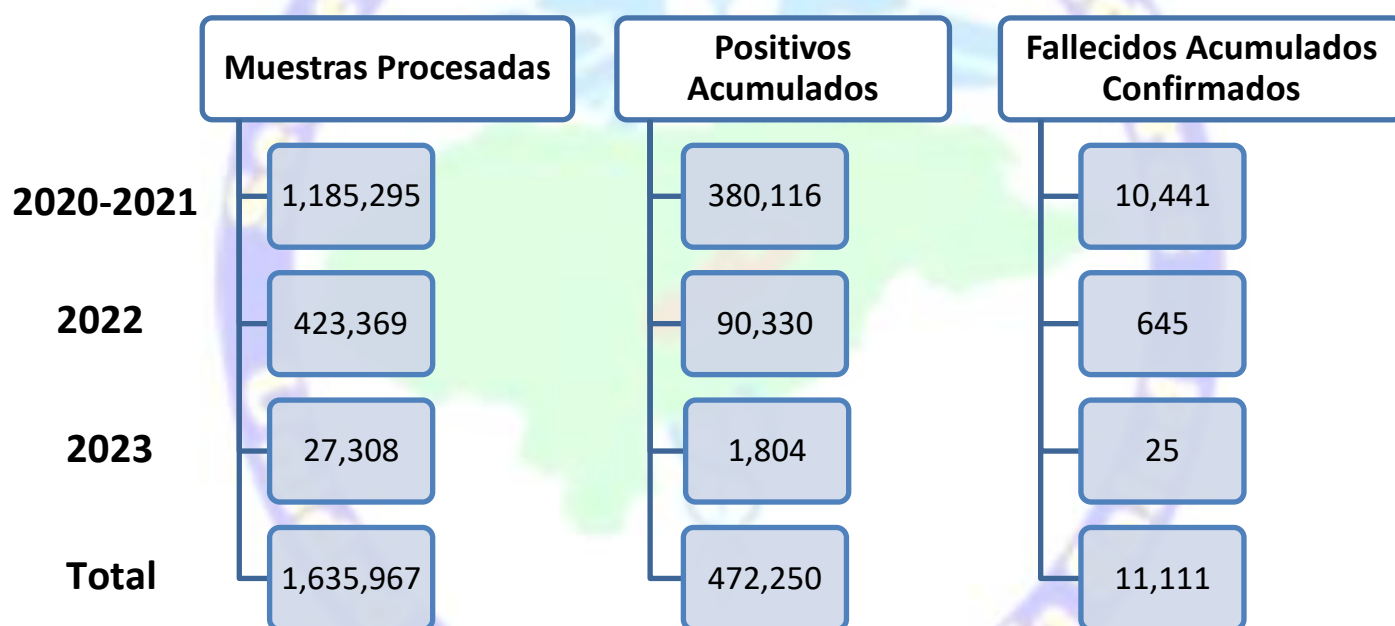 Muestras Procesadas
Positivos
Acumulados
Fallecidos Acumulados
Confirmados
2020-2021
1,185,295
380,116
10,441
2022
423,369
90,330
645
2023
27,308
1,804
25
Total
1,635,967
472,250
11,111